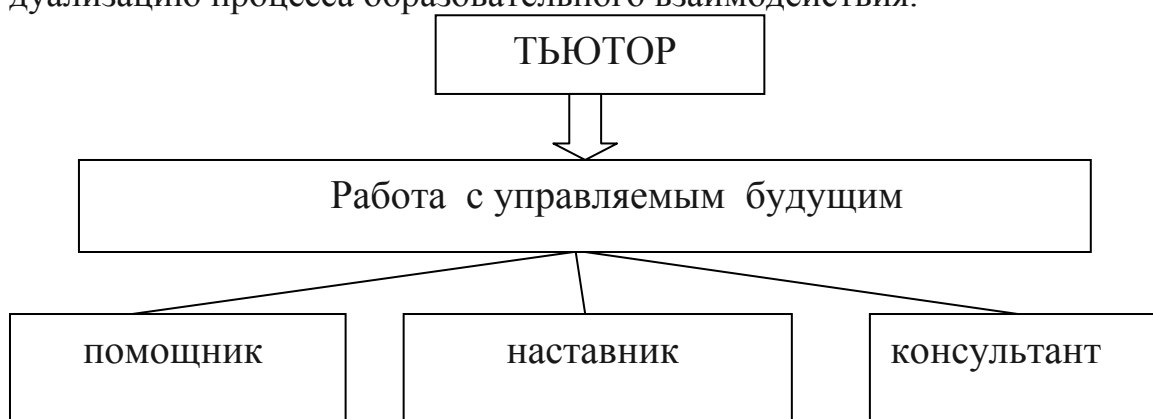 дуализацию процесса образовательного взаимодействия.
ТЬЮТОР
Работа с управляемым будущим
помощник наставник консультант